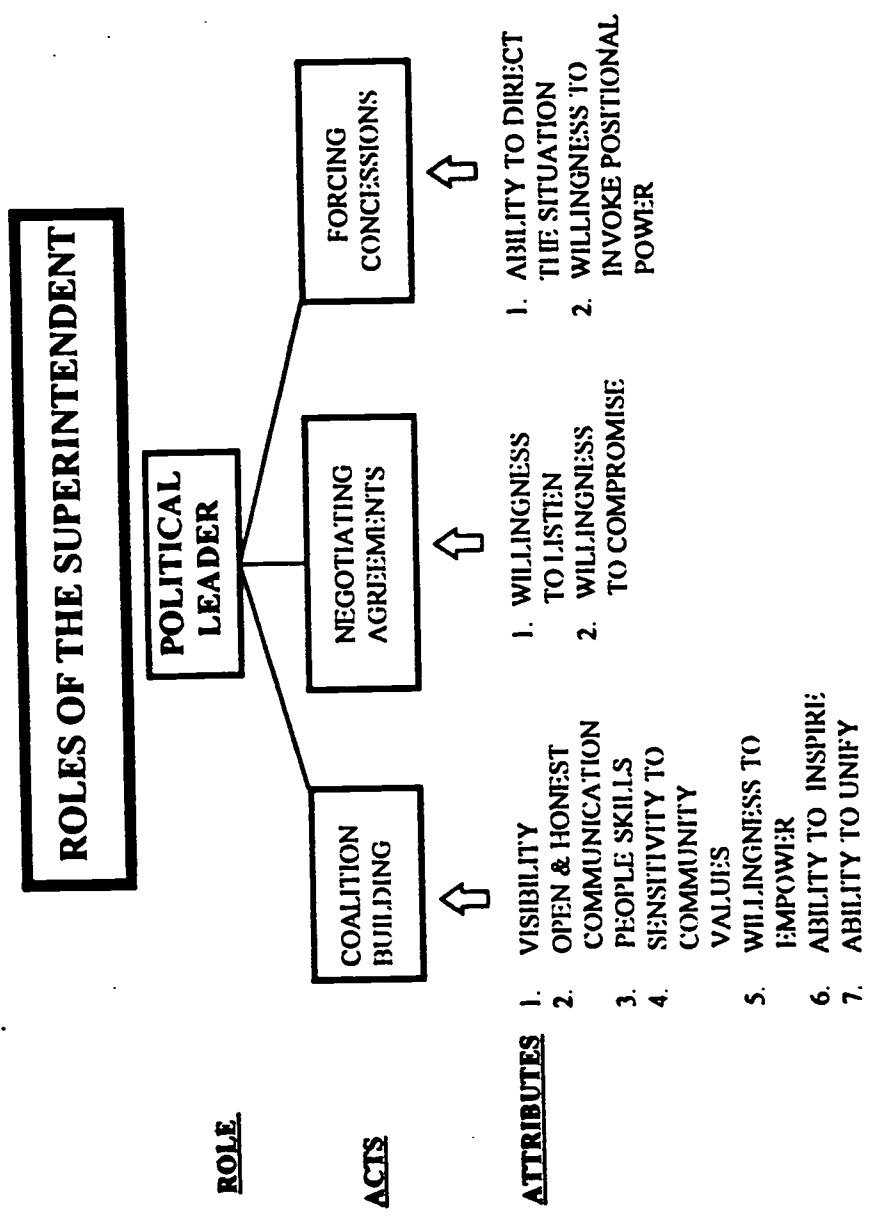 ROLES OF THE SUPERINTENDENT
ROLE
POLITICAL
LEADER
ACTS
COALITION
BUILDING
NEGOTIATING
AGREEMENTS
FORCING
CONCESSIONS
ATTRIBUTES
1. VISIBILITY
2. OPEN & HONEST
COMMUNICATION
3. PEOPLE SKILLS
4. SENSITIVITY TO
COMMUNITY
VALUES
5. WILLINGNESS TO
EMPOWER
6. ABILITY TO INSPIRE
7. ABILITY TO UNIFY
1. WILLINGNESS
TO LISTEN
2. WILLINGNESS
TO COMPROMISE
1. ABILITY TO DIRECT
THE SITUATION
2. WILLINGNESS TO
INVOKE POSITIONAL
POWER